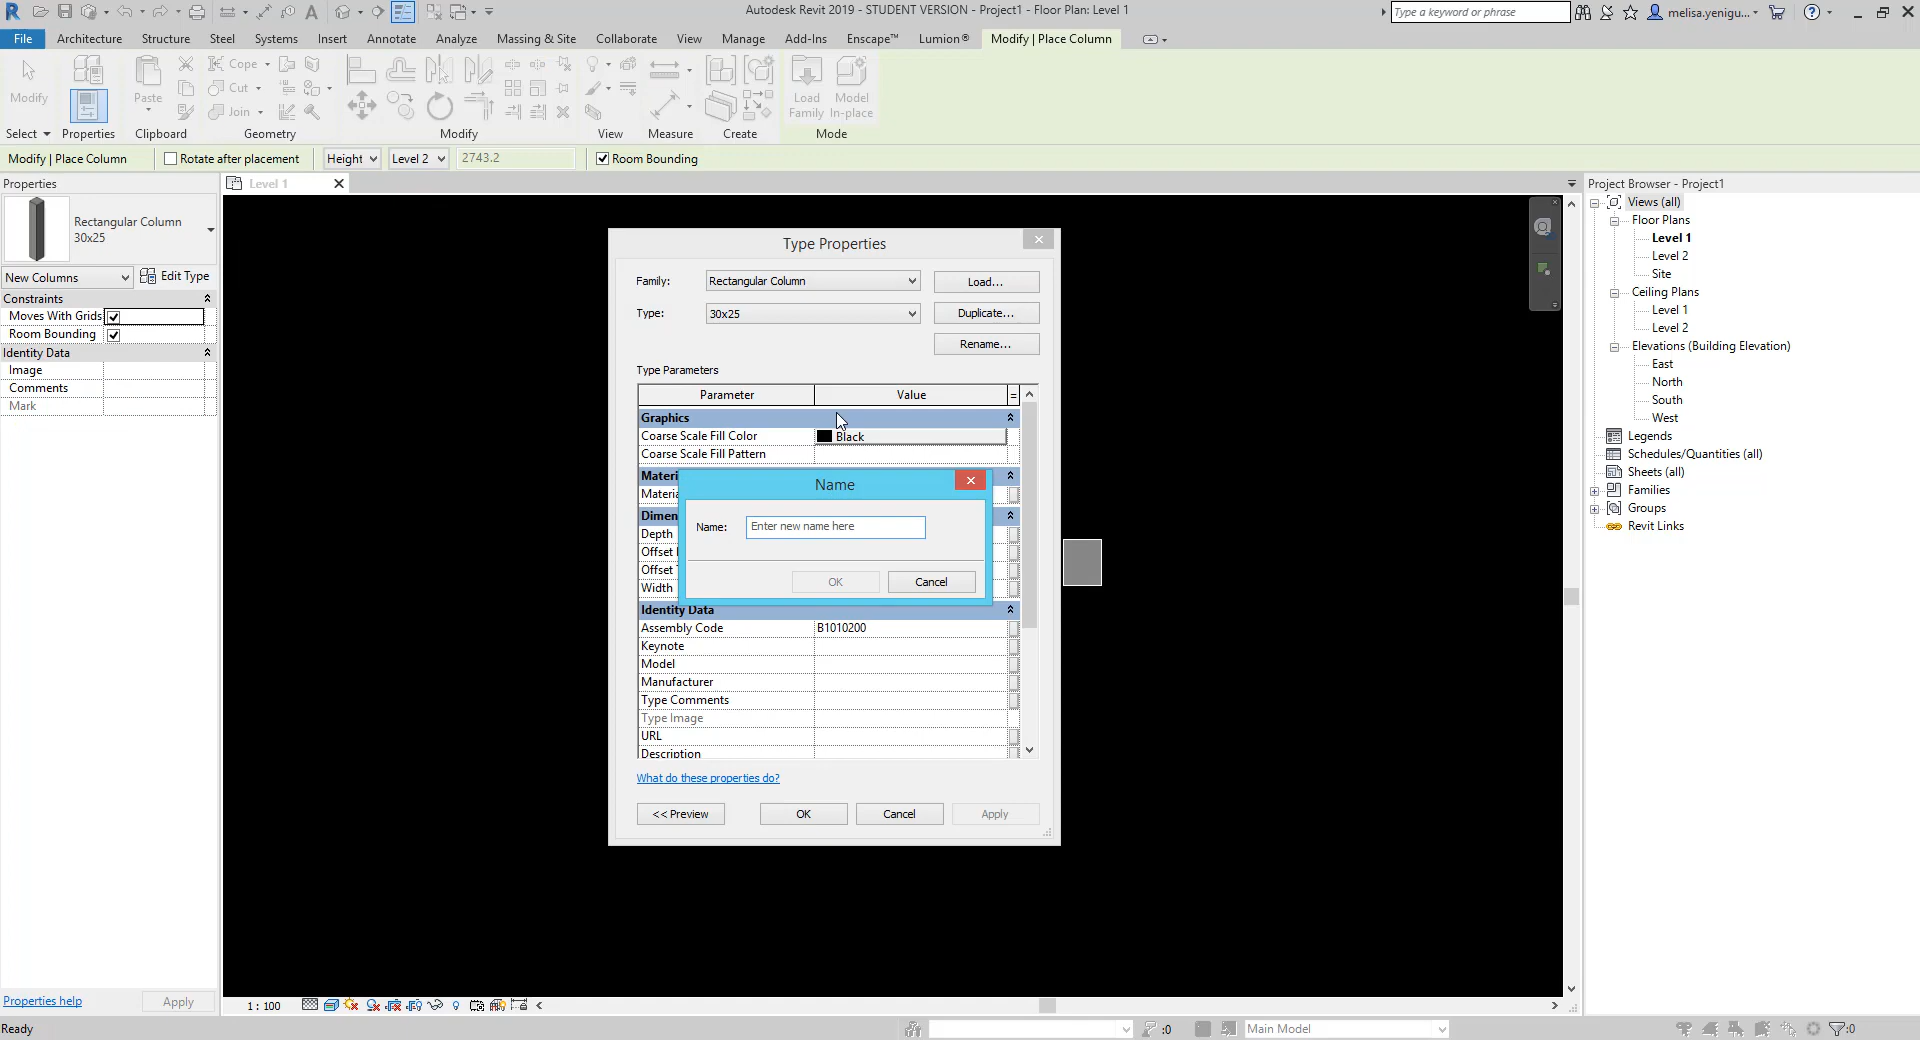 Autodesk Revit 2019 - STUDENT VERSION - Project1 - Floor Plan: Level 1
Type a keyword or phrase
melisa.yenigu...
File Architecture Structure Steel Systems Insert Annotate Analyze Massing & Site Collaborate View Manage Add-Ins Enscape™ Lumion® Modify | Place Column
Modify
Paste
Cope
Cut
Join
Load Family
Model In-place
Select Properties Clipboard Geometry Modify View Measure Create Mode
Modify | Place Column Rotate after placement Height Level 2 2743.2 Room Bounding
Properties
Rectangular Column
30x25
New Columns Edit Type
Constraints
Moves With Grids
Room Bounding
Identity Data
Image
Comments
Mark
Properties help Apply
Level 1
Type Properties
Family: Rectangular Column Load...
Type: 30x25 Duplicate...
Rename...
Type Parameters
Parameter Value =
Graphics
Coarse Scale Fill Color Black
Coarse Scale Fill Pattern
Materi
Materia
Dimen
Depth
Offset
Offset
Width
Name
Name: Enter new name here
OK Cancel
Identity Data
Assembly Code B1010200
Keynote
Model
Manufacturer
Type Comments
Type Image
URL
Description
What do these properties do?
<< Preview OK Cancel Apply
Project Browser - Project1
Views (all)
Floor Plans
Level 1
Level 2
Site
Ceiling Plans
Level 1
Level 2
Elevations (Building Elevation)
East
North
South
West
Legends
Schedules/Quantities (all)
Sheets (all)
Families
Groups
Revit Links
1 : 100
Ready :0 Main Model :0